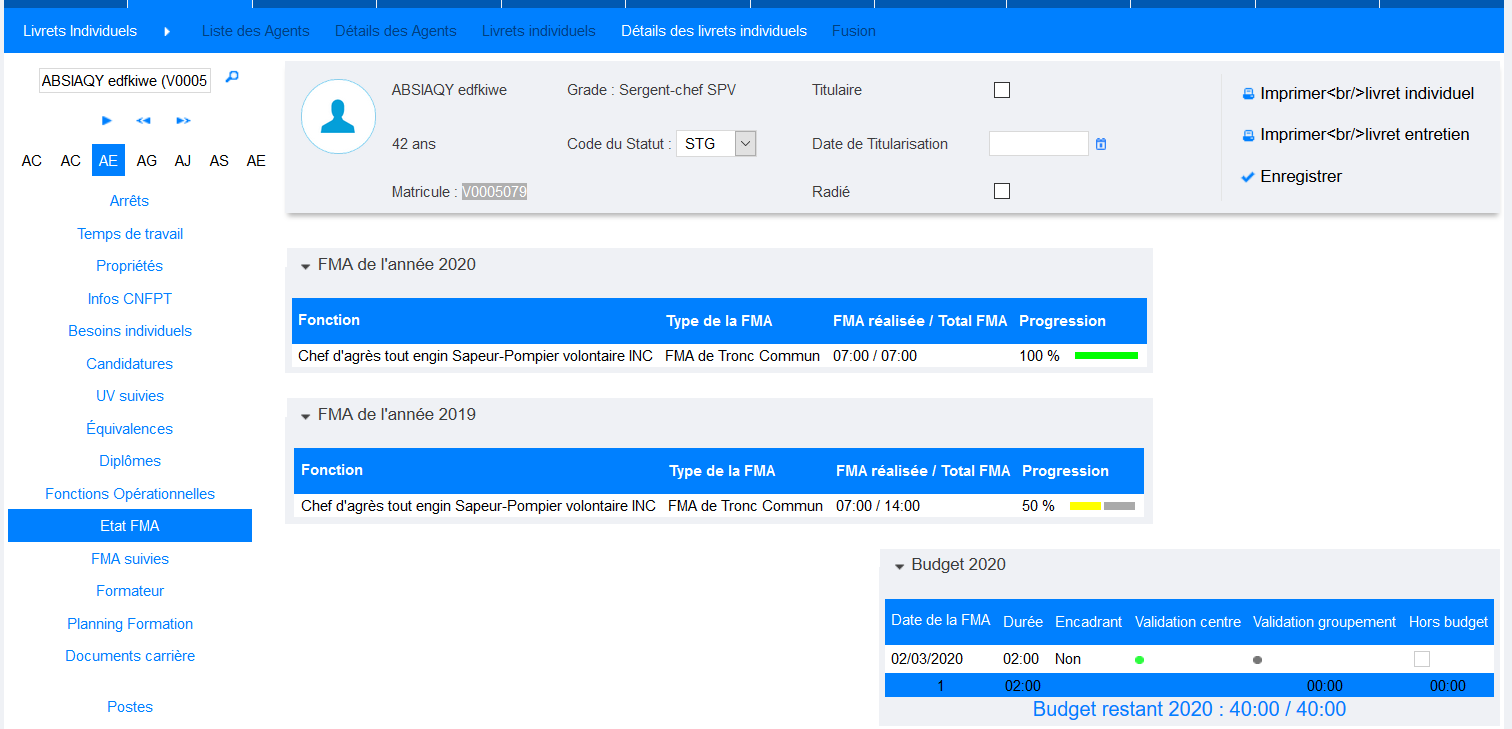 Livrets Individuels Liste des Agents Détails des Agents Livrets individuels Détails des livrets individuels Fusion
ABSIAQY edfkiwe (V0005
AC AC AE AG AJ AS AE
Arrêts
Temps de travail
Propriétés
Infos CNFPT
Besoins individuels
Candidatures
UV suivies
Équivalences
Diplômes
Fonctions Opérationnelles
Etat FMA
FMA suivies
Formateur
Planning Formation
Documents carrière
Postes
ABSIAQY edfkiwe Grade : Sergent-chef SPV Titulaire
42 ans Code du Statut : STG Date de Titularisation
Matricule : V0005079 Radié
Imprimer<br/>livret individuel
Imprimer<br/>livret entretien
Enregistrer
FMA de l'année 2020
Fonction Type de la FMA FMA réalisée / Total FMA Progression
Chef d'agrès tout engin Sapeur-Pompier volontaire INC FMA de Tronc Commun 07:00 / 07:00 100 %
FMA de l'année 2019
Fonction Type de la FMA FMA réalisée / Total FMA Progression
Chef d'agrès tout engin Sapeur-Pompier volontaire INC FMA de Tronc Commun 07:00 / 14:00 50 %
Budget 2020
Date de la FMA Durée Encadrant Validation centre Validation groupement Hors budget
02/03/2020 02:00 Non
1 02:00 00:00 00:00
Budget restant 2020 : 40:00 / 40:00